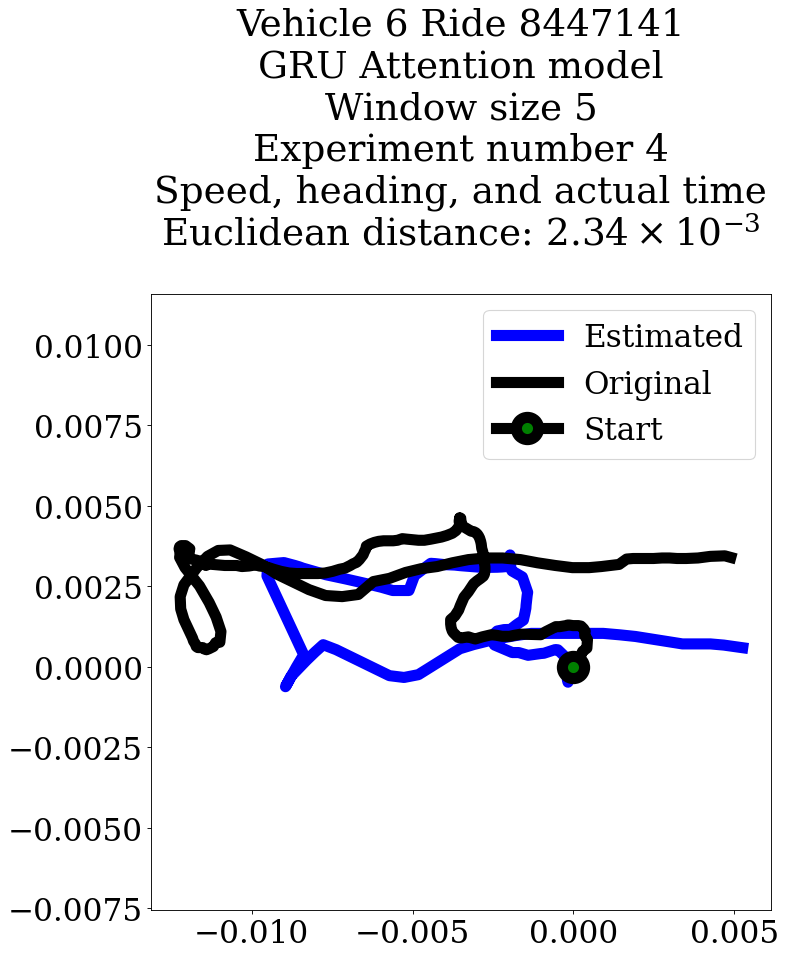 Vehicle 6 Ride 8447141
GRU Attention model
Window size 5
Experiment number 4
Speed, heading, and actual time
Euclidean distance: 2.34 × 10⁻³
Estimated
Original
Start
0.0100
0.0075
0.0050
0.0025
0.0000
−0.0025
−0.0050
−0.0075
−0.010
−0.005
0.000
0.005